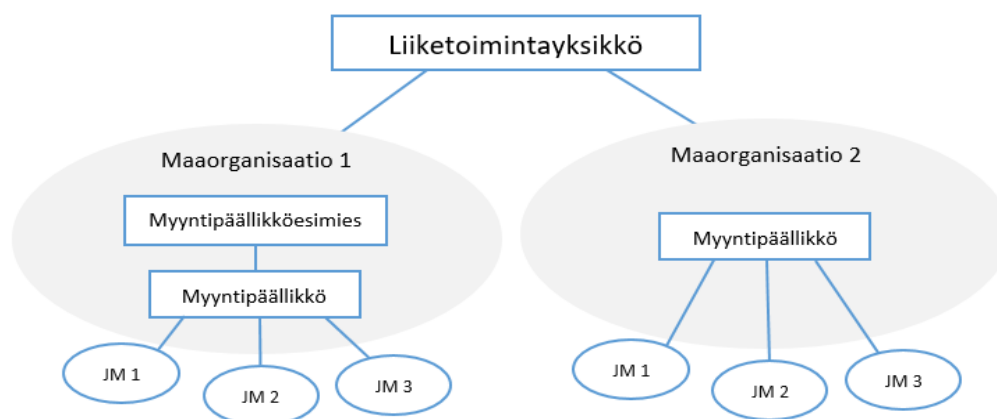 Liiketoimintayksikkö
Maaorganisaatio 1
Myyntipäällikköesimies
Myyntipäällikkö
JM 1
JM 2
JM 3
Maaorganisaatio 2
Myyntipäällikkö
JM 1
JM 2
JM 3